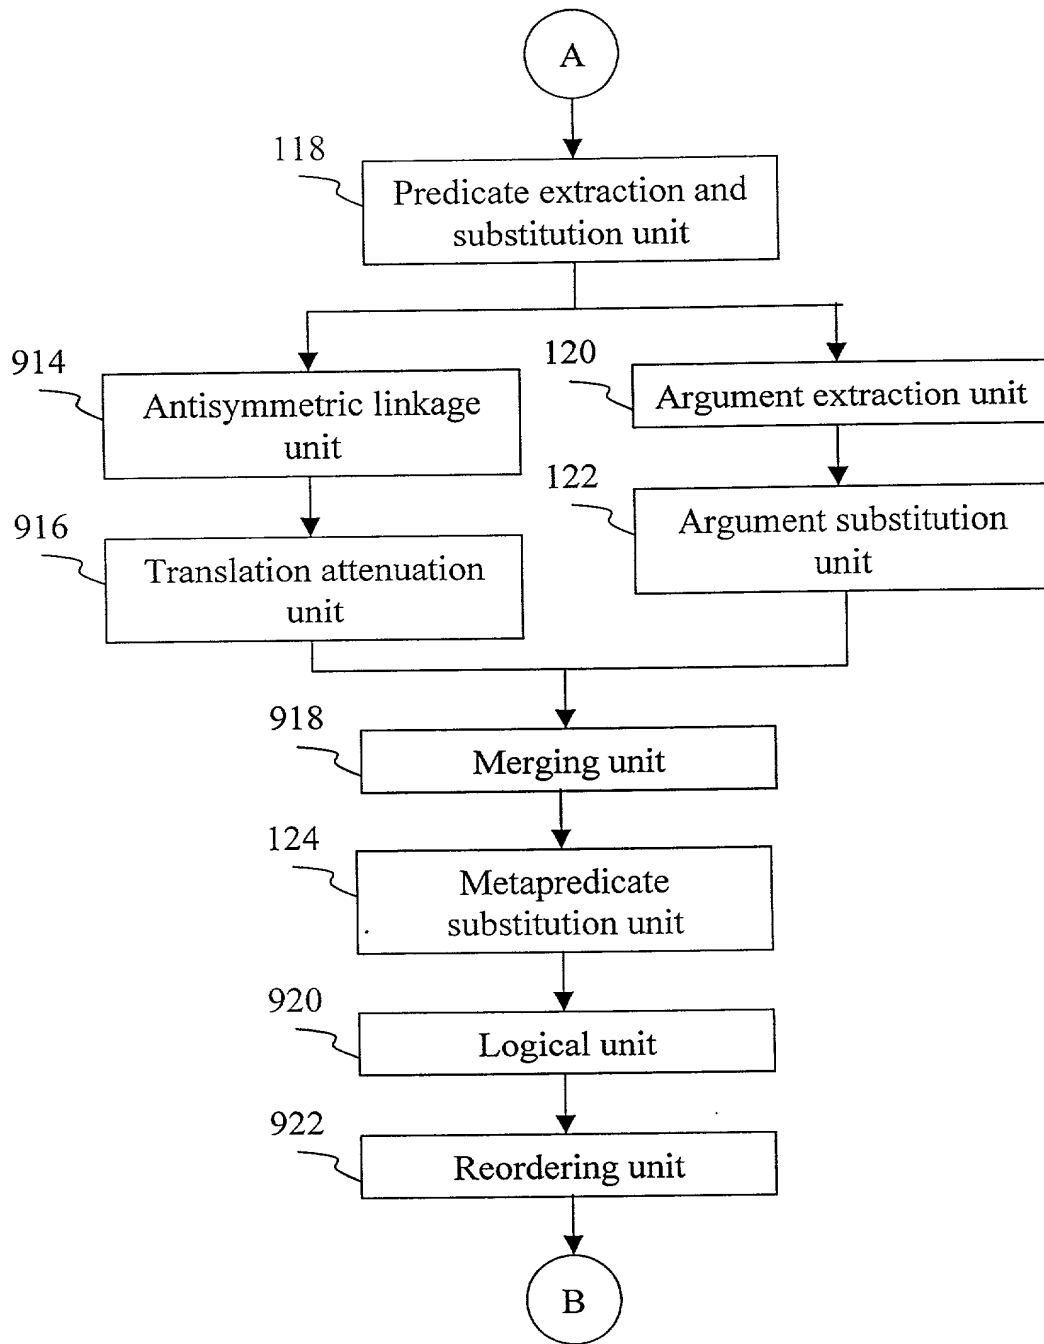 A
118
Predicate extraction and
substitution unit
914
Antisymmetric linkage
unit
120
Argument extraction unit
122
Argument substitution
unit
916
Translation attenuation
unit
918
Merging unit
124
Metapredicate
substitution unit
920
Logical unit
922
Reordering unit
B